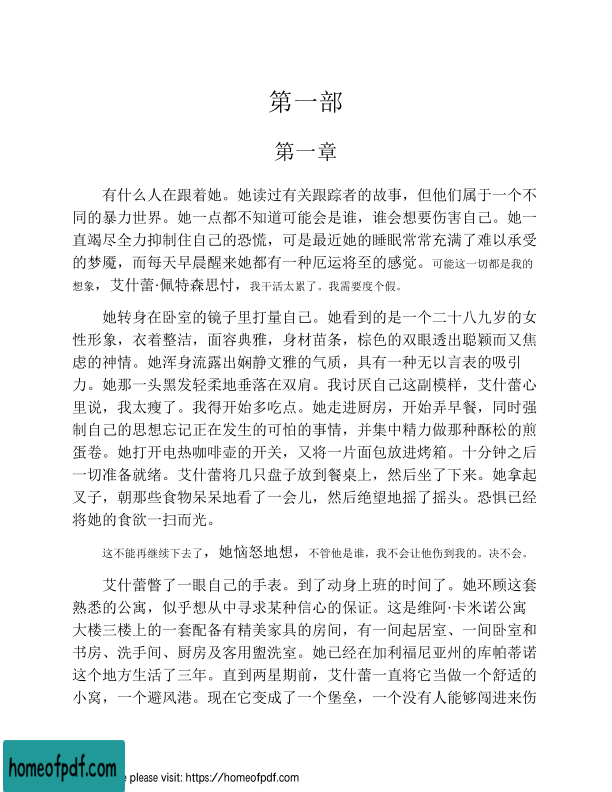 第一部
第一章
有什么人在跟着她。她读过有关跟踪者的故事，但他们属于一个不
同的暴力世界。她一点都不知道可能会是谁，谁会想要伤害自己。她一
直竭尽全力抑制住自己的恐慌，可是最近她的睡眠常常充满了难以承受
的梦魇，而每天早晨醒来她都有一种厄运将至的感觉。可能这一切都是我的
想象，艾什蕾·佩特森思忖，我干活太累了。我需要度个假。
她转身在卧室的镜子里打量自己。她看到的是一个二十八九岁的女
性形象，衣着整洁，面容典雅，身材苗条，棕色的双眼透出聪颖而又焦
虑的神情。她浑身流露出娴静文雅的气质，具有一种无以言表的吸引
力。她那一头黑发轻柔地垂落在双肩。我讨厌自己这副模样，艾什蕾心
里说，我太瘦了。我得开始多吃点。她走进厨房，开始弄早餐，同时强
制自己的思想忘记正在发生的可怕的事情，并集中精力做那种酥松的煎
蛋卷。她打开电热咖啡壶的开关，又将一片面包放进烤箱。十分钟之后
一切准备就绪。艾什蕾将几只盘子放到餐桌上，然后坐了下来。她拿起
叉子，朝那些食物呆呆地看了一会儿，然后绝望地摇了摇头。恐惧已经
将她的食欲一扫而光。
这不能再继续下去了，她恼怒地想，不管他是谁，我不会让他伤到我的。决不会。
艾什蕾瞥了一眼自己的手表。到了动身上班的时间了。她环顾这套
熟悉的公寓，似乎想从中寻求某种信心的保证。这是维阿·卡米诺公寓
大楼三楼上的一套配备有精美家具的房间，有一间起居室、一间卧室和
书房、洗手间、厨房及客用盥洗室。她已经在加利福尼亚州的库帕蒂诺
这个地方生活了三年。直到两星期前，艾什蕾一直将它当做一个舒适的
小窝，一个避风港。现在它变成了一个堡垒，一个没有人能够闯进来伤
homeofpdf.com
e please visit: https://homeofpdf.com